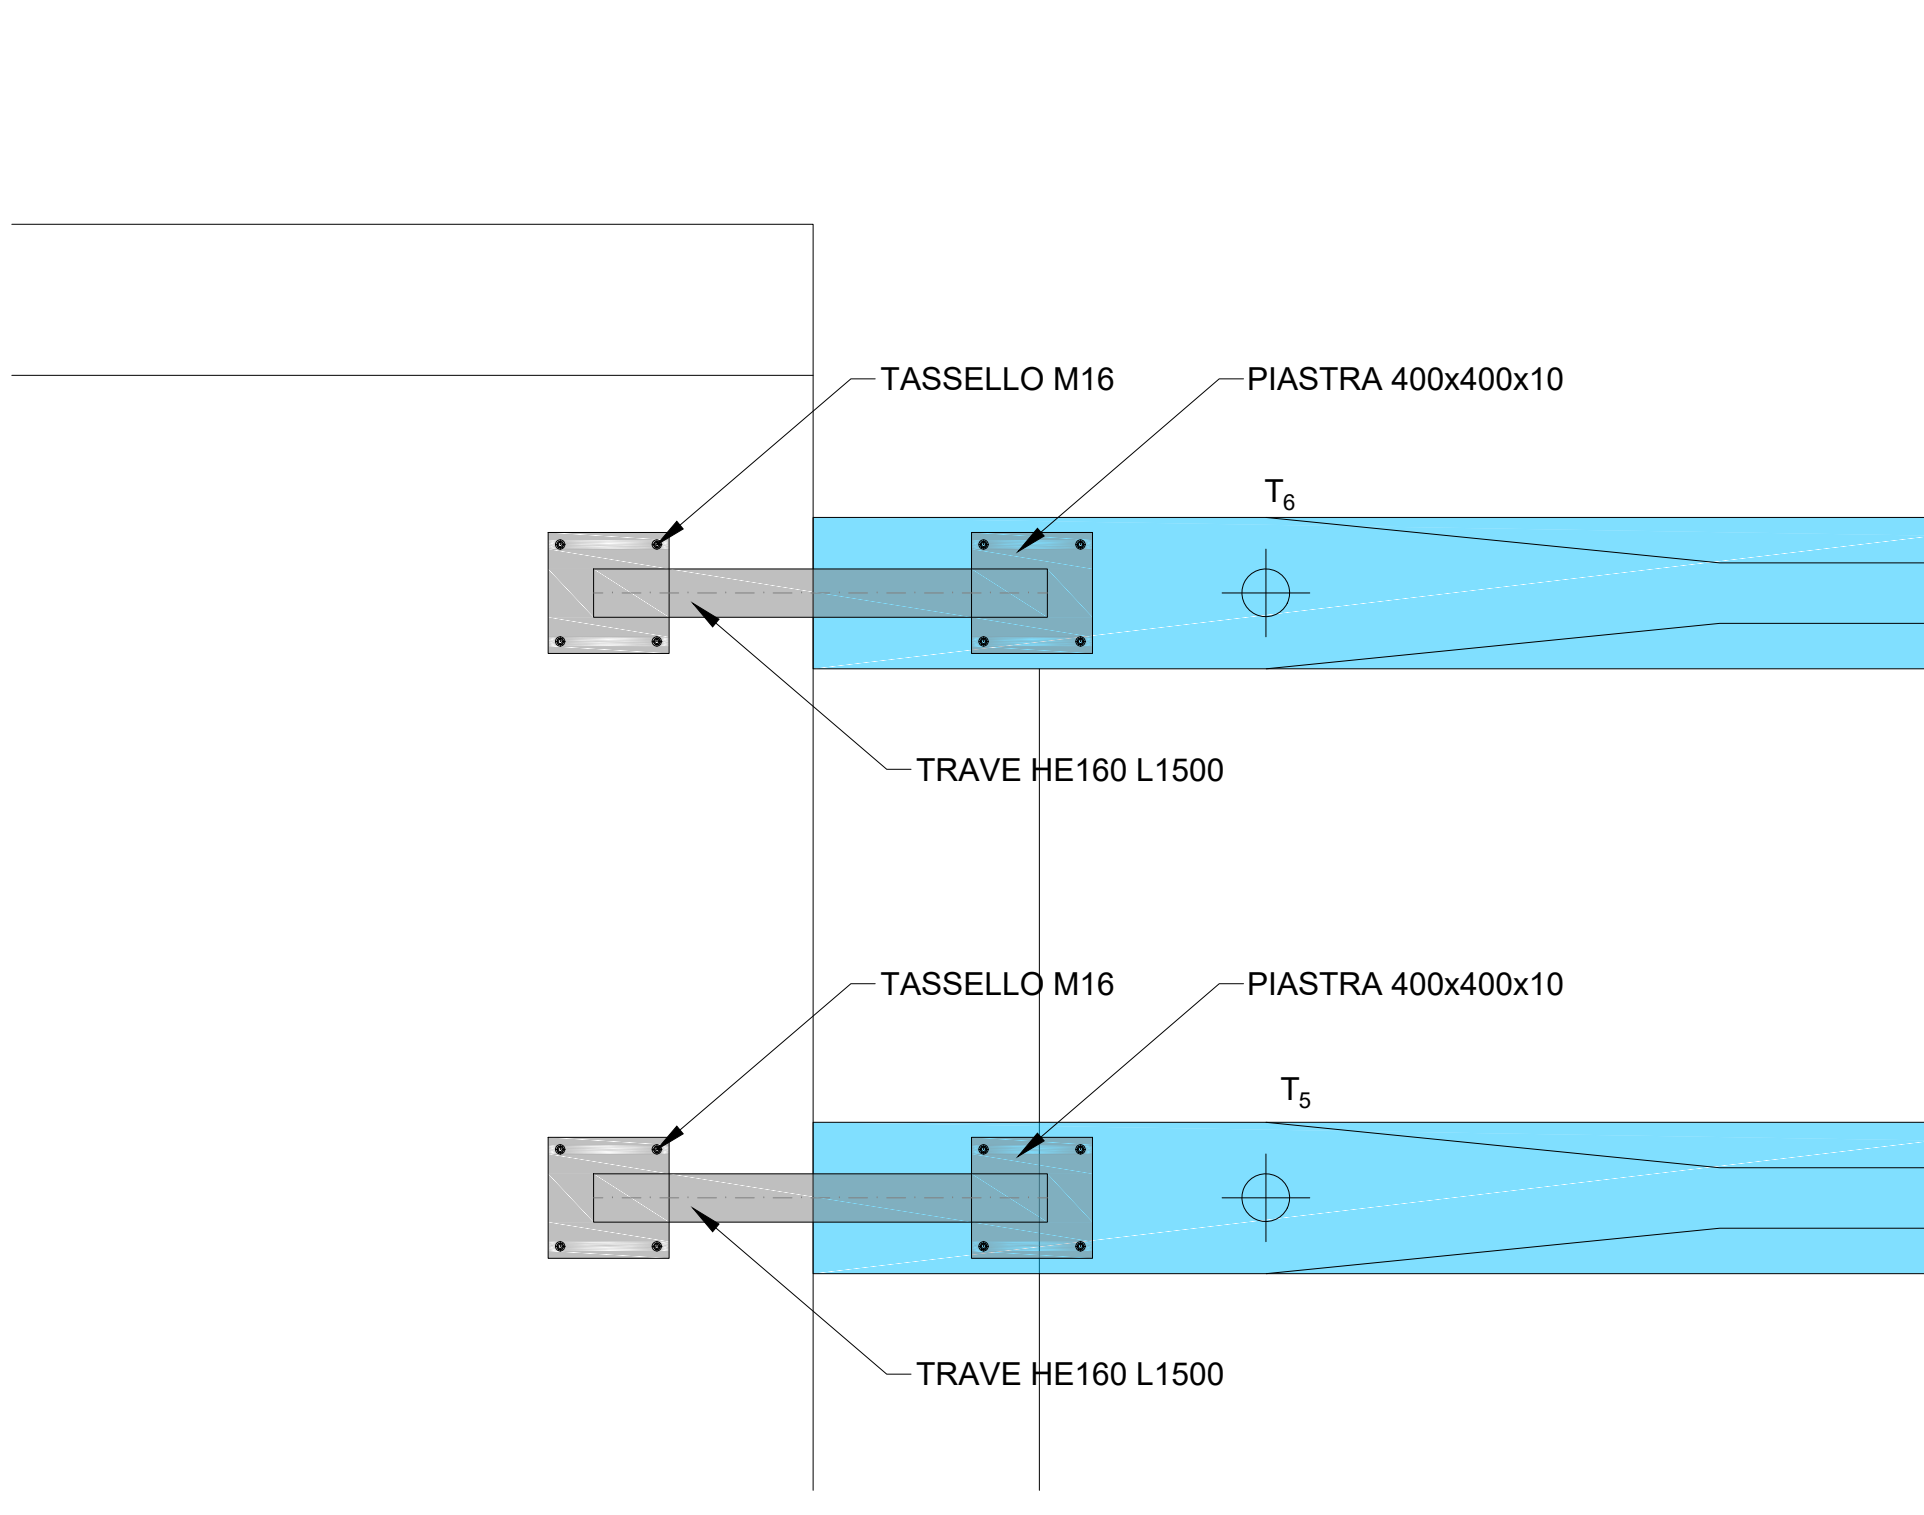 TASSELLO M16
PIASTRA 400x400x10
T6
TRAVE HE160 L1500
TASSELLO M16
PIASTRA 400x400x10
T5
TRAVE HE160 L1500